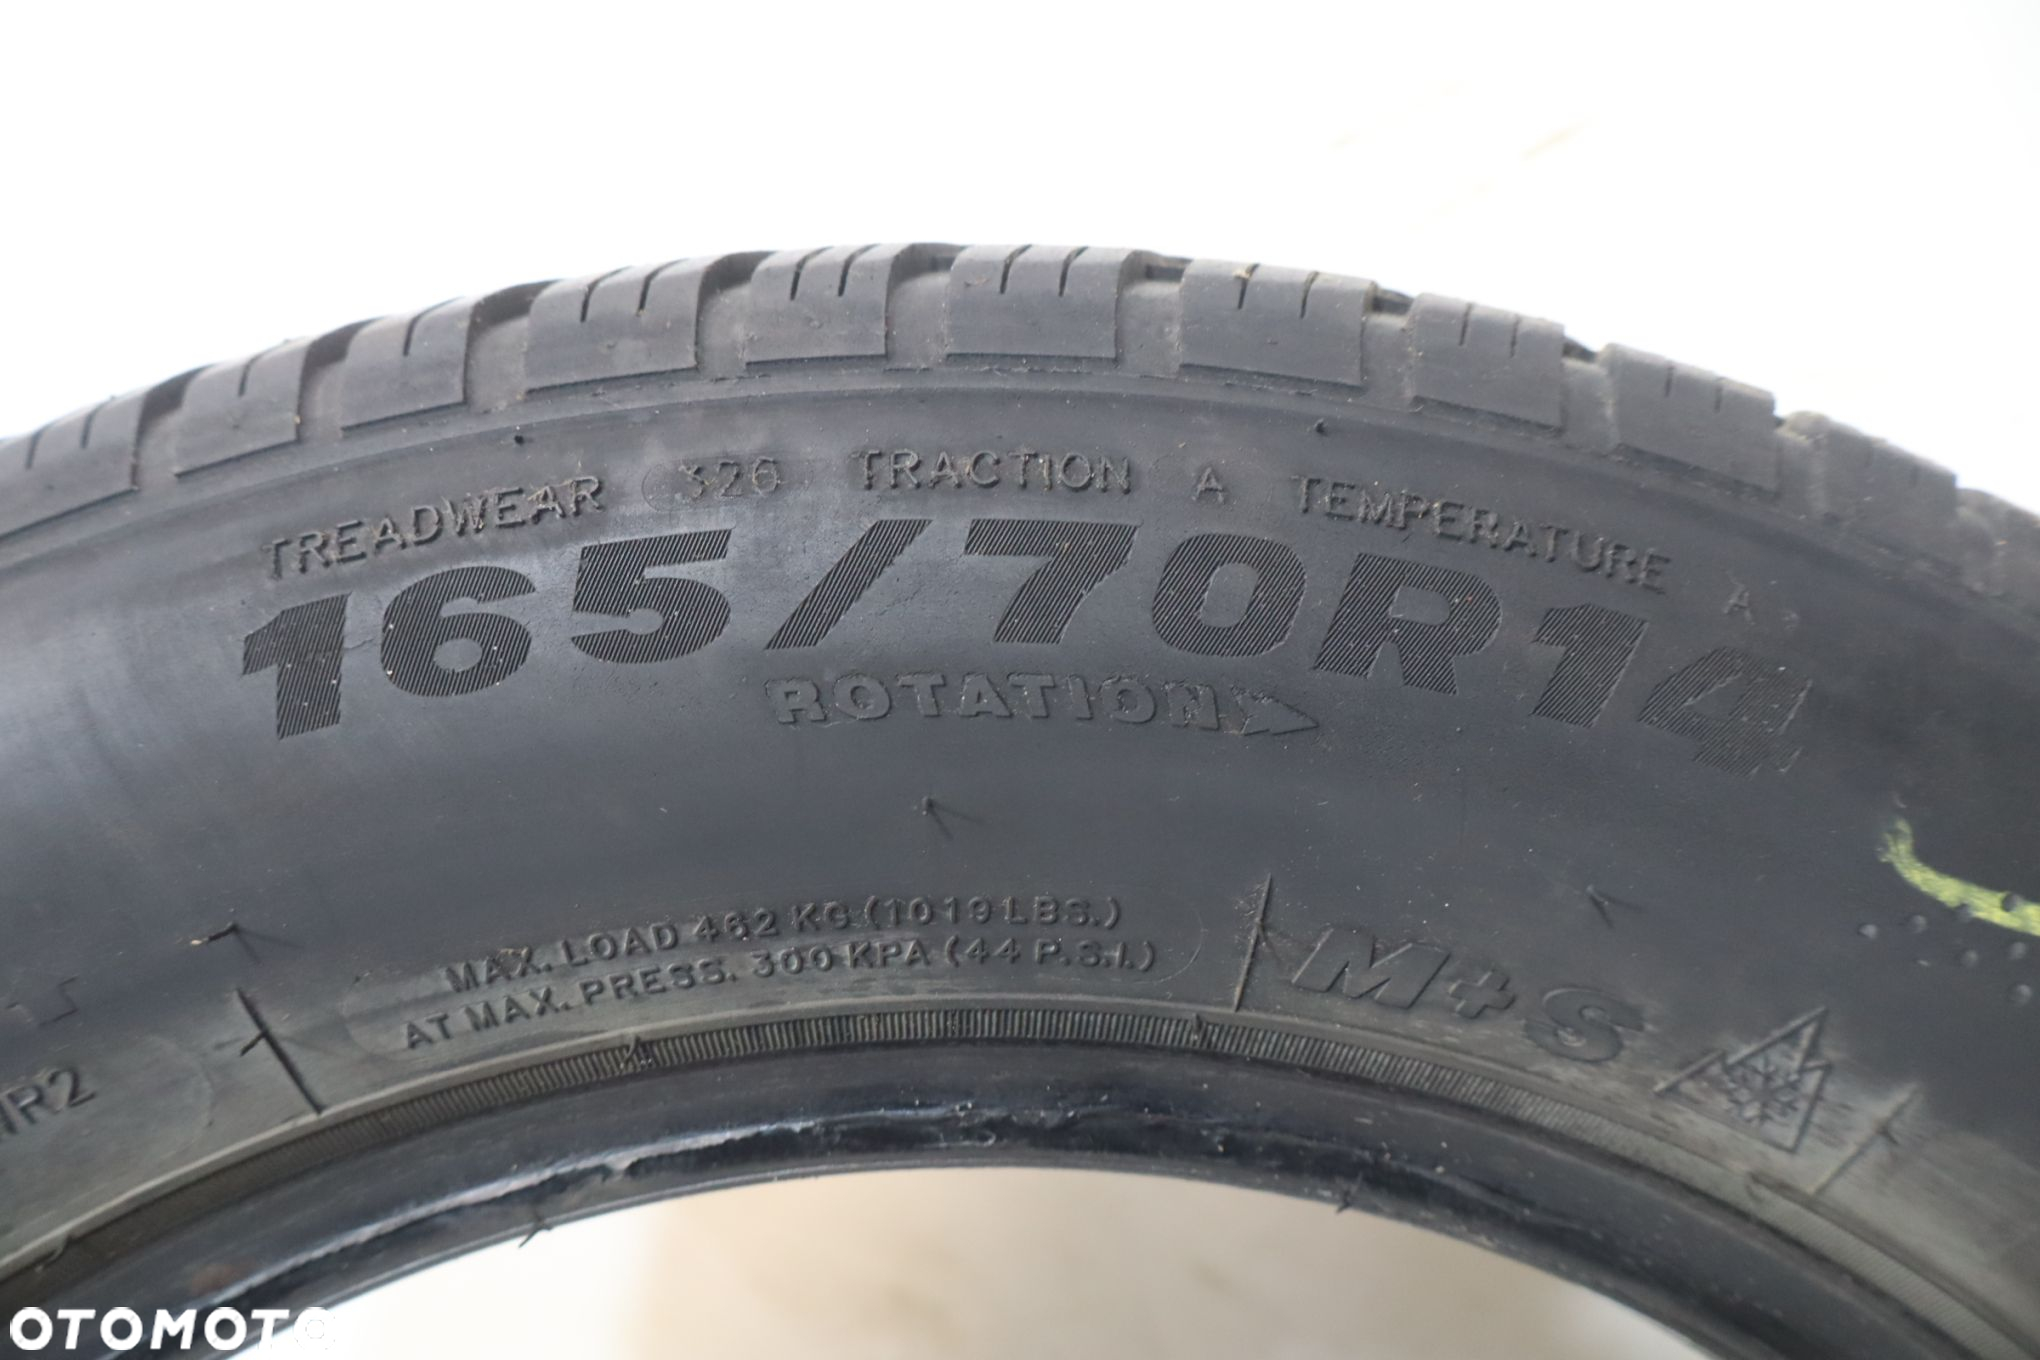 TREADWEAR 320 TRACTION A TEMPERATURE A
165/70R14
ROTATION
MAX. LOAD 462 KG (1019 LBS.)
AT MAX. PRESS. 300 KPA (44 P.S.I.)
M+S
OTOMOTO